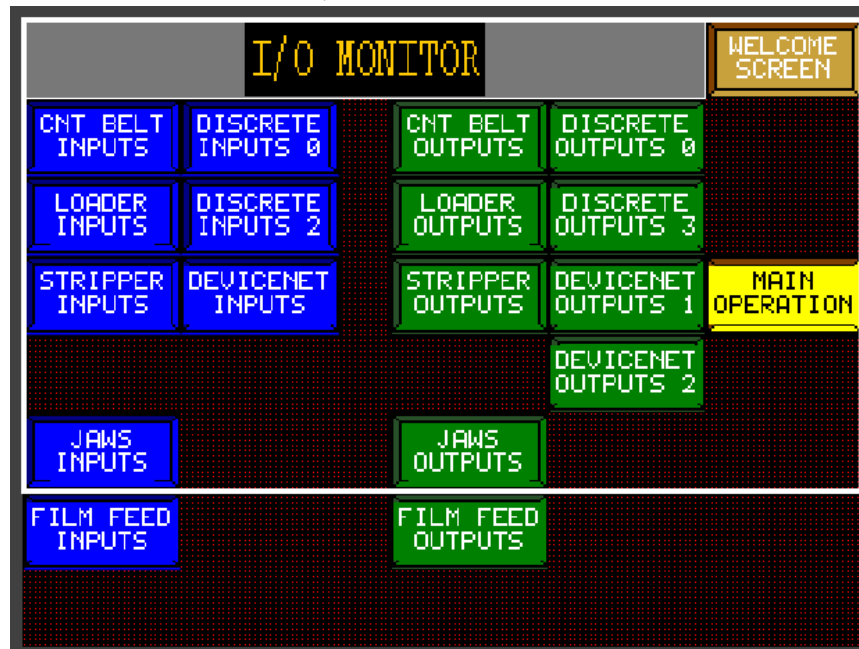 I/O MONITOR
WELCOME
SCREEN
CNT BELT
INPUTS
DISCRETE
INPUTS 0
CNT BELT
OUTPUTS
DISCRETE
OUTPUTS 0
LOADER
INPUTS
DISCRETE
INPUTS 2
LOADER
OUTPUTS
DISCRETE
OUTPUTS 3
STRIPPER
INPUTS
DEVICENET
INPUTS
STRIPPER
OUTPUTS
DEVICENET
OUTPUTS 1
MAIN
OPERATION
DEVICENET
OUTPUTS 2
JAWS
INPUTS
JAWS
OUTPUTS
FILM FEED
INPUTS
FILM FEED
OUTPUTS